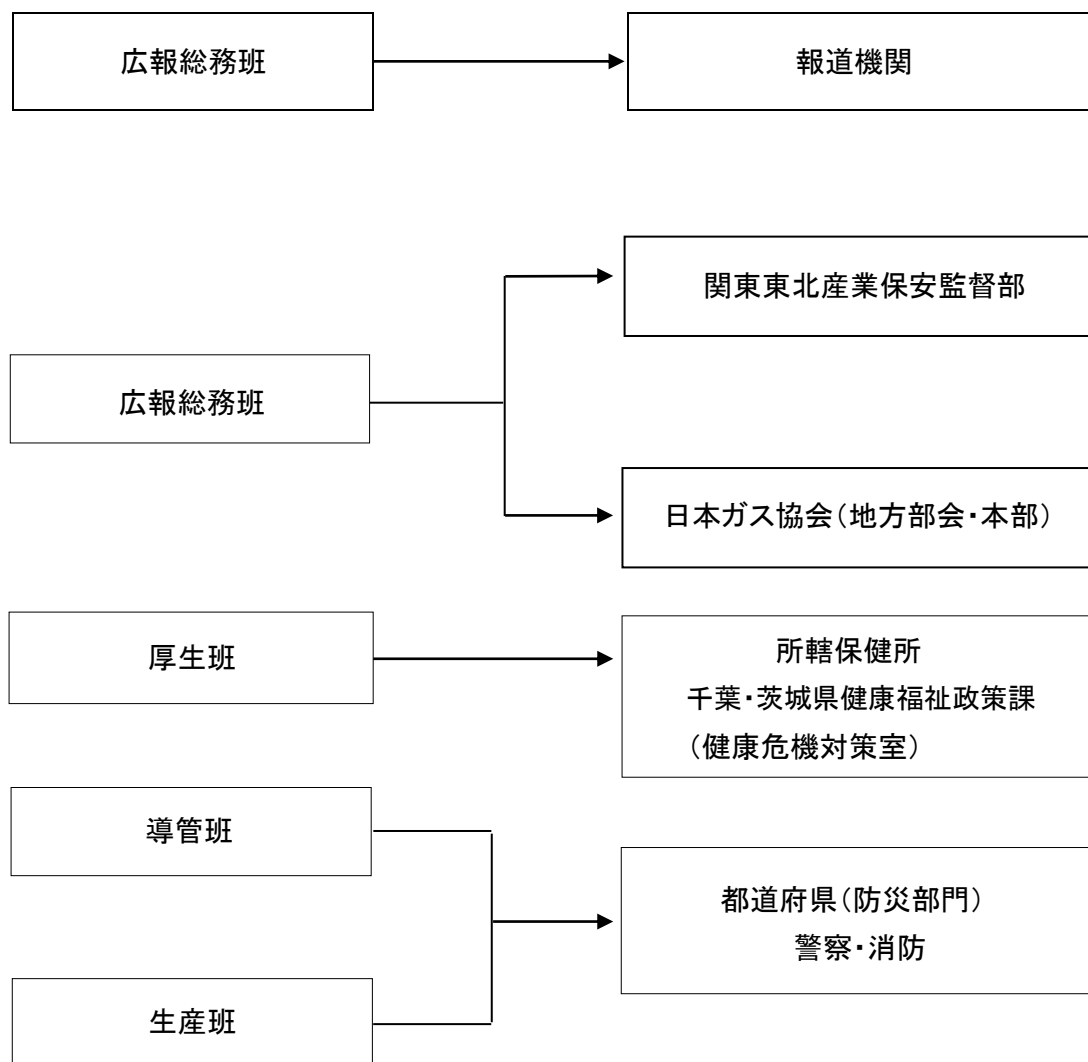 広報総務班
報道機関
関東東北産業保安監督部
広報総務班
日本ガス協会（地方部会・本部）
厚生班
所轄保健所
千葉・茨城県健康福祉政策課
（健康危機対策室）
導管班
都道府県（防災部門）
警察・消防
生産班